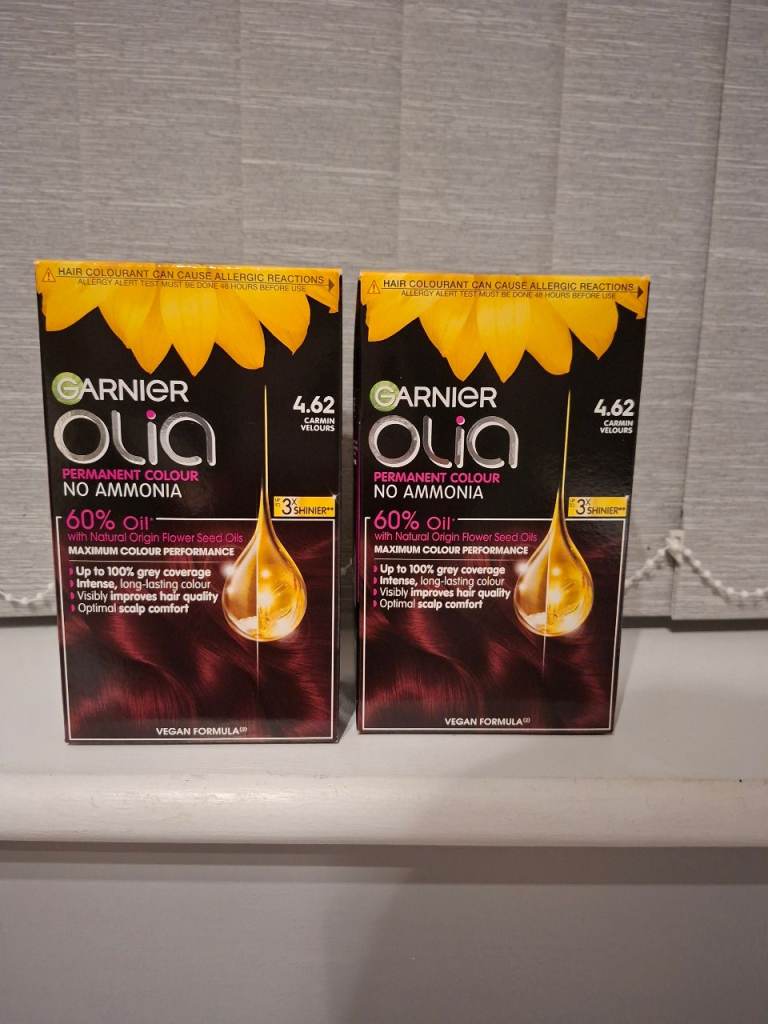 HAIR COLOURANT CAN CAUSE ALLERGIC REACTIONS
ALLERGY ALERT TEST MUST BE DONE 48 HOURS BEFORE USE
GARNIER
OLiA
4.62
CARMIN
VELOURS
PERMANENT COLOUR
NO AMMONIA
UP TO 3X
SHINIER**
60% Oil*
with Natural Origin Flower Seed Oils
MAXIMUM COLOUR PERFORMANCE
Up to 100% grey coverage
Intense, long-lasting colour
Visibly improves hair quality
Optimal scalp comfort
VEGAN FORMULA(2)
HAIR COLOURANT CAN CAUSE ALLERGIC REACTIONS
ALLERGY ALERT TEST MUST BE DONE 48 HOURS BEFORE USE
GARNIER
OLiA
4.62
CARMIN
VELOURS
PERMANENT COLOUR
NO AMMONIA
UP TO 3X
SHINIER**
60% Oil*
with Natural Origin Flower Seed Oils
MAXIMUM COLOUR PERFORMANCE
Up to 100% grey coverage
Intense, long-lasting colour
Visibly improves hair quality
Optimal scalp comfort
VEGAN FORMULA(2)